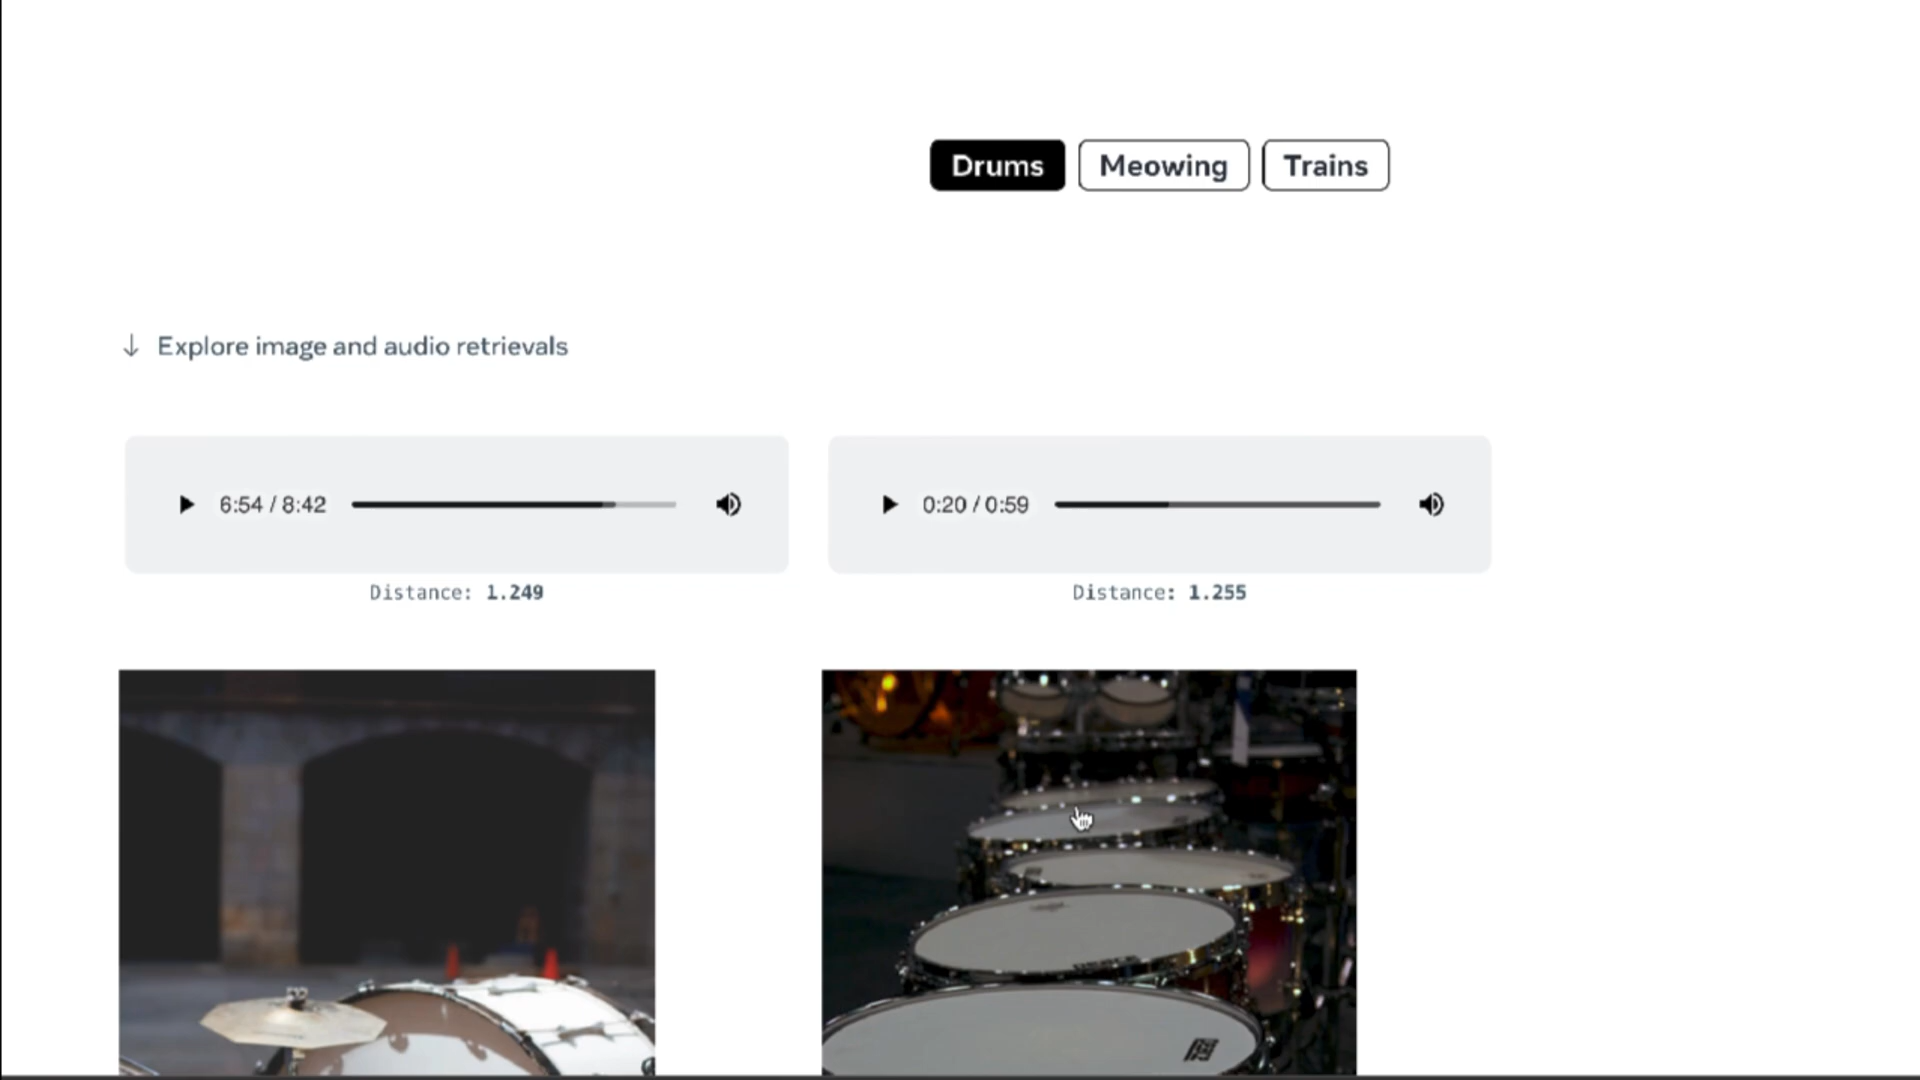 Drums Meowing Trains
↓ Explore image and audio retrievals
6:54 / 8:42 0:20 / 0:59
Distance: 1.249 Distance: 1.255